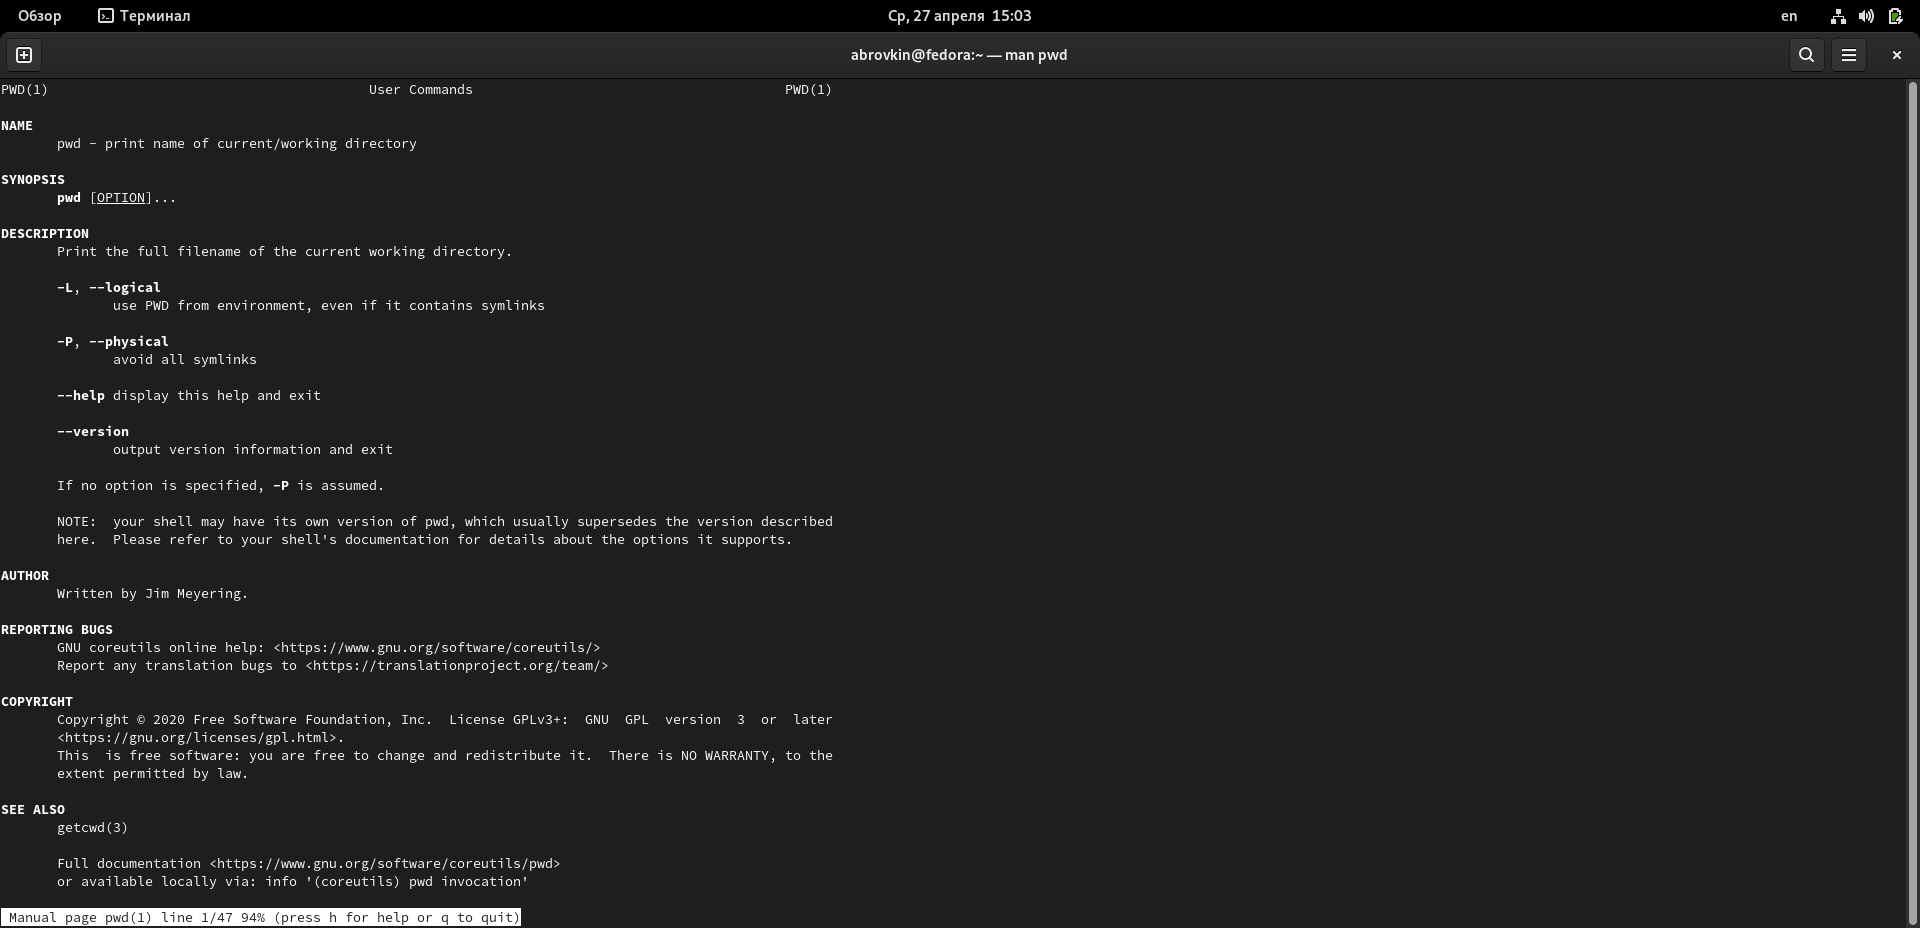 Обзор Терминал Ср, 27 апреля 15:03 en
abrovkin@fedora:~ — man pwd
PWD(1) User Commands PWD(1)
NAME
pwd - print name of current/working directory
SYNOPSIS
pwd [OPTION]...
DESCRIPTION
Print the full filename of the current working directory.
-L, --logical
use PWD from environment, even if it contains symlinks
-P, --physical
avoid all symlinks
--help display this help and exit
--version
output version information and exit
If no option is specified, -P is assumed.
NOTE:  your shell may have its own version of pwd, which usually supersedes the version described
here.  Please refer to your shell's documentation for details about the options it supports.
AUTHOR
Written by Jim Meyering.
REPORTING BUGS
GNU coreutils online help: <https://www.gnu.org/software/coreutils/>
Report any translation bugs to <https://translationproject.org/team/>
COPYRIGHT
Copyright © 2020 Free Software Foundation, Inc.  License GPLv3+:  GNU  GPL  version  3  or  later
<https://gnu.org/licenses/gpl.html>.
This  is free software: you are free to change and redistribute it.  There is NO WARRANTY, to the
extent permitted by law.
SEE ALSO
getcwd(3)
Full documentation <https://www.gnu.org/software/coreutils/pwd>
or available locally via: info '(coreutils) pwd invocation'
Manual page pwd(1) line 1/47 94% (press h for help or q to quit)